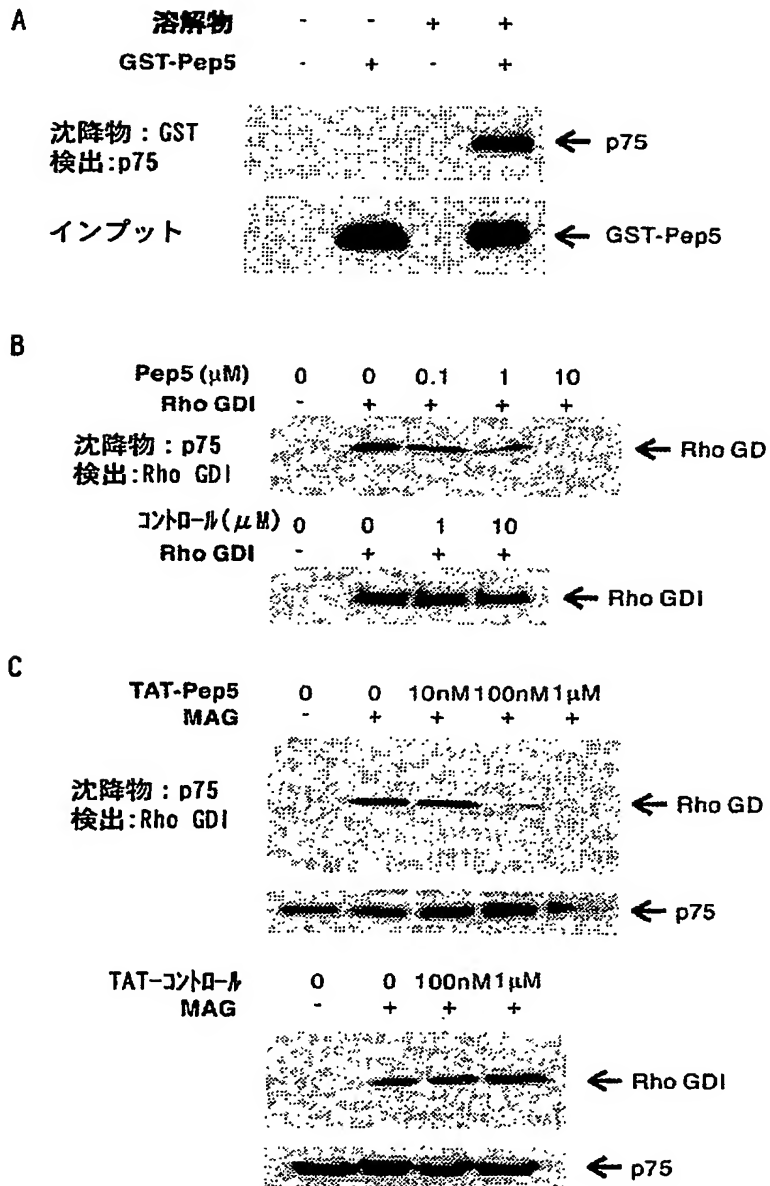 A
溶解物 - - + +
GST-Pep5 - + - +
沈降物：GST
検出:p75
← p75
インプット
← GST-Pep5
B
Pep5 (μM) 0 0 0.1 1 10
Rho GDI - + + + +
沈降物：p75
検出:Rho GDI
← Rho GD
コントロール(μM) 0 0 1 10
Rho GDI - + + +
← Rho GDI
C
TAT-Pep5 0 0 10nM 100nM 1μM
MAG - + + + +
沈降物：p75
検出:Rho GDI
← Rho GD
← p75
TAT-コントロール 0 0 100nM 1μM
MAG - + + +
← Rho GDI
← p75